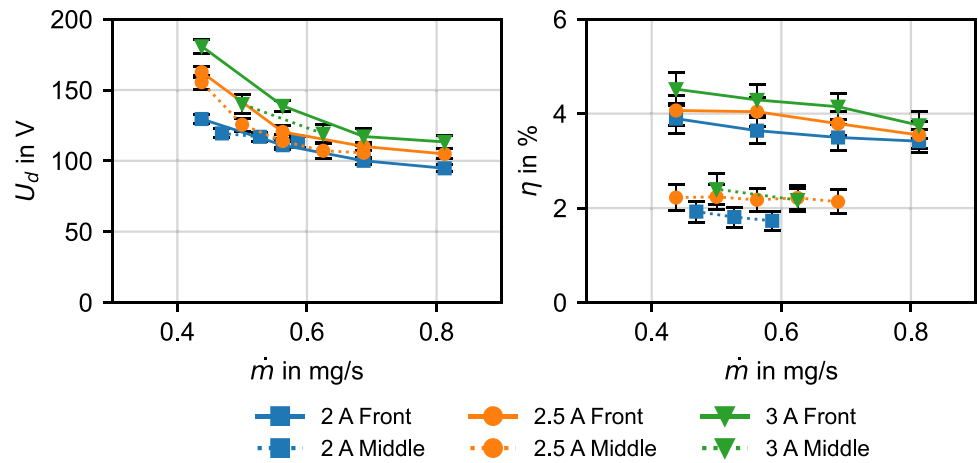 200
150
100
50
0
U_d in V
0.4
0.6
0.8
ṁ in mg/s
6
4
2
0
η in %
0.4
0.6
0.8
ṁ in mg/s
2 A Front
2.5 A Front
3 A Front
2 A Middle
2.5 A Middle
3 A Middle